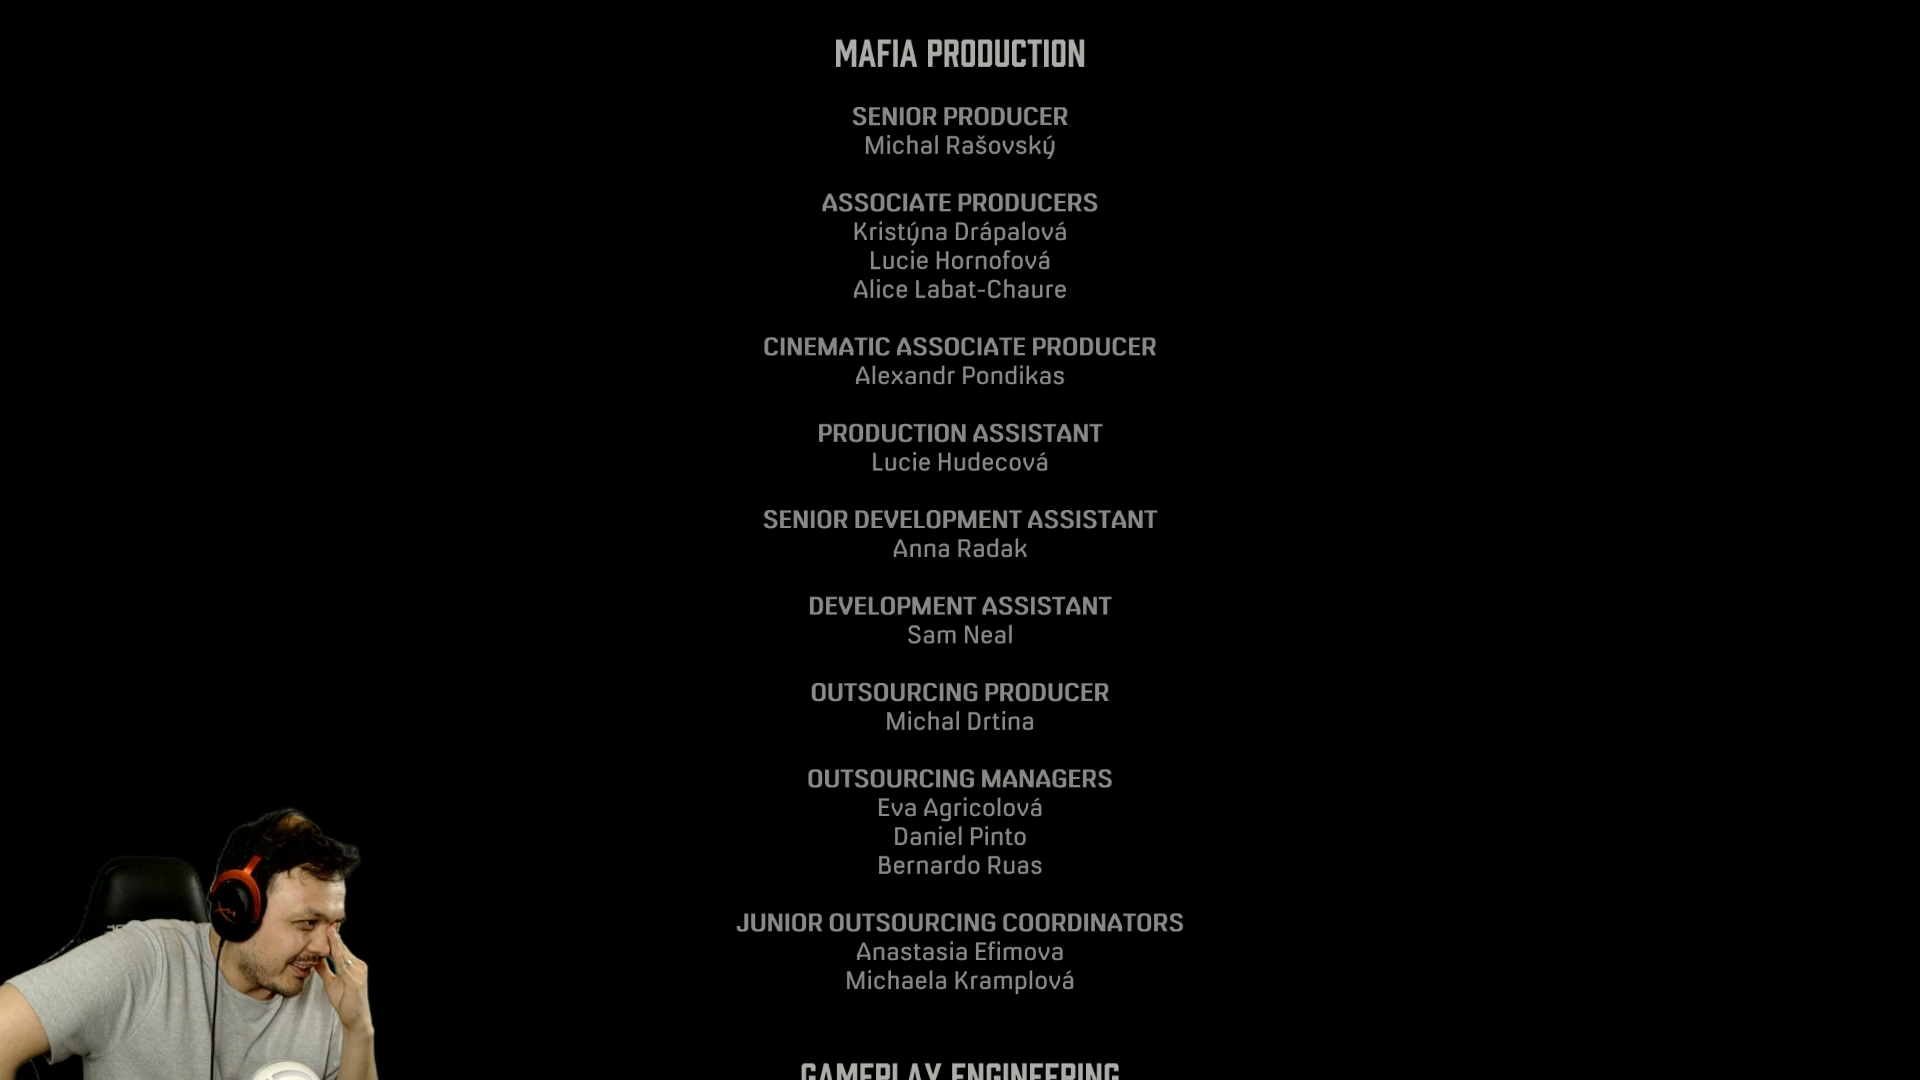 MAFIA PRODUCTION
SENIOR PRODUCER
Michal Rašovský
ASSOCIATE PRODUCERS
Kristýna Drápalová
Lucie Hornofová
Alice Labat-Chaure
CINEMATIC ASSOCIATE PRODUCER
Alexandr Pondikas
PRODUCTION ASSISTANT
Lucie Hudecová
SENIOR DEVELOPMENT ASSISTANT
Anna Radak
DEVELOPMENT ASSISTANT
Sam Neal
OUTSOURCING PRODUCER
Michal Drtina
OUTSOURCING MANAGERS
Eva Agricolová
Daniel Pinto
Bernardo Ruas
JUNIOR OUTSOURCING COORDINATORS
Anastasia Efimova
Michaela Kramplová
GAMEPLAY ENGINEERING